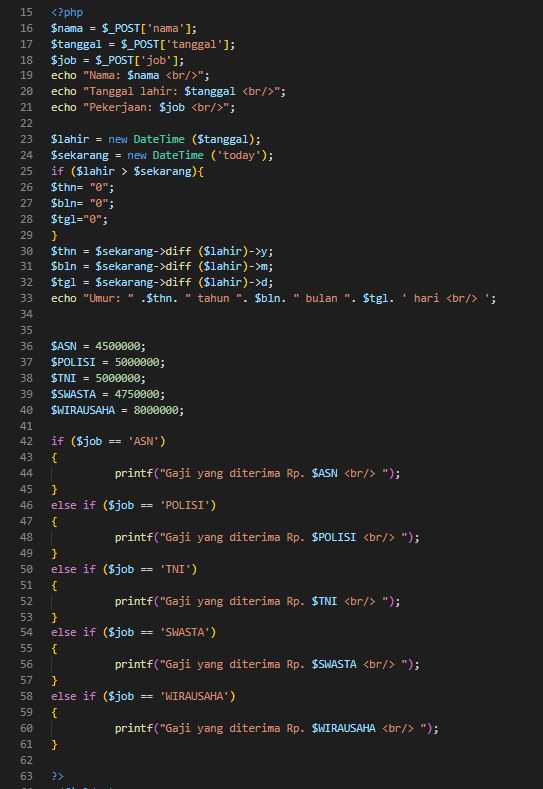 15 <?php
16 $nama = $_POST['nama'];
17 $tanggal = $_POST['tanggal'];
18 $job = $_POST['job'];
19 echo "Nama: $nama <br/>";
20 echo "Tanggal lahir: $tanggal <br/>";
21 echo "Pekerjaan: $job <br/>";
22
23 $lahir = new DateTime ($tanggal);
24 $sekarang = new DateTime ('today');
25 if ($lahir > $sekarang){
26 $thn= "0";
27 $bln= "0";
28 $tgl="0";
29 }
30 $thn = $sekarang->diff ($lahir)->y;
31 $bln = $sekarang->diff ($lahir)->m;
32 $tgl = $sekarang->diff ($lahir)->d;
33 echo "Umur: " .$thn. " tahun ". $bln. " bulan ". $tgl. ' hari <br/> ';
34
35
36 $ASN = 4500000;
37 $POLISI = 5000000;
38 $TNI = 5000000;
39 $SWASTA = 4750000;
40 $WIRAUSAHA = 8000000;
41
42 if ($job == 'ASN')
43 {
44 printf("Gaji yang diterima Rp. $ASN <br/> ");
45 }
46 else if ($job == 'POLISI')
47 {
48 printf("Gaji yang diterima Rp. $POLISI <br/> ");
49 }
50 else if ($job == 'TNI')
51 {
52 printf("Gaji yang diterima Rp. $TNI <br/> ");
53 }
54 else if ($job == 'SWASTA')
55 {
56 printf("Gaji yang diterima Rp. $SWASTA <br/> ");
57 }
58 else if ($job == 'WIRAUSAHA')
59 {
60 printf("Gaji yang diterima Rp. $WIRAUSAHA <br/> ");
61 }
62
63 ?>